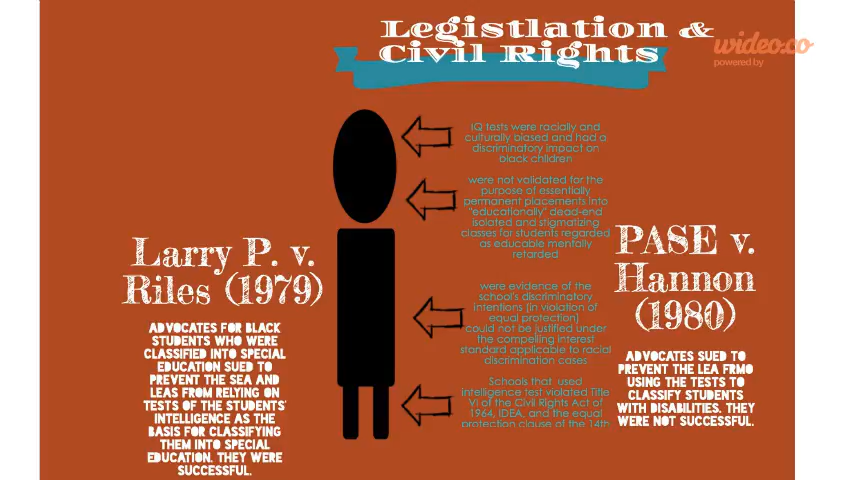 Legistlation &
Civil Rights
wideo.co
powered by
IQ tests were racially and
culturally biased and had a
discriminatory impact on
black children
were not validated for the
purpose of essentially
permanent placements into
"educationally" dead-end
isolated and stigmatizing
classes for students regarded
as educable mentally
retarded
were evidence of the
school's discriminatory
intentions (in violation of
equal protection)
could not be justified under
the compelling interest
standard applicable to racial
discrimination cases
Schools that used
intelligence test violated Title
VI of the Civil Rights Act of
1964, IDEA, and the equal
protection clause of the 14th
Larry P. v.
Riles (1979)
ADVOCATES FOR BLACK
STUDENTS WHO WERE
CLASSIFIED INTO SPECIAL
EDUCATION SUED TO
PREVENT THE SEA AND
LEAS FROM RELYING ON
TESTS OF THE STUDENTS'
INTELLIGENCE AS THE
BASIS FOR CLASSIFYING
THEM INTO SPECIAL
EDUCATION. THEY WERE
SUCCESSFUL.
PASE v.
Hannon
(1980)
ADVOCATES SUED TO
PREVENT THE LEA FRMO
USING THE TESTS TO
CLASSIFY STUDENTS
WITH DISABILITIES. THEY
WERE NOT SUCCESSFUL.